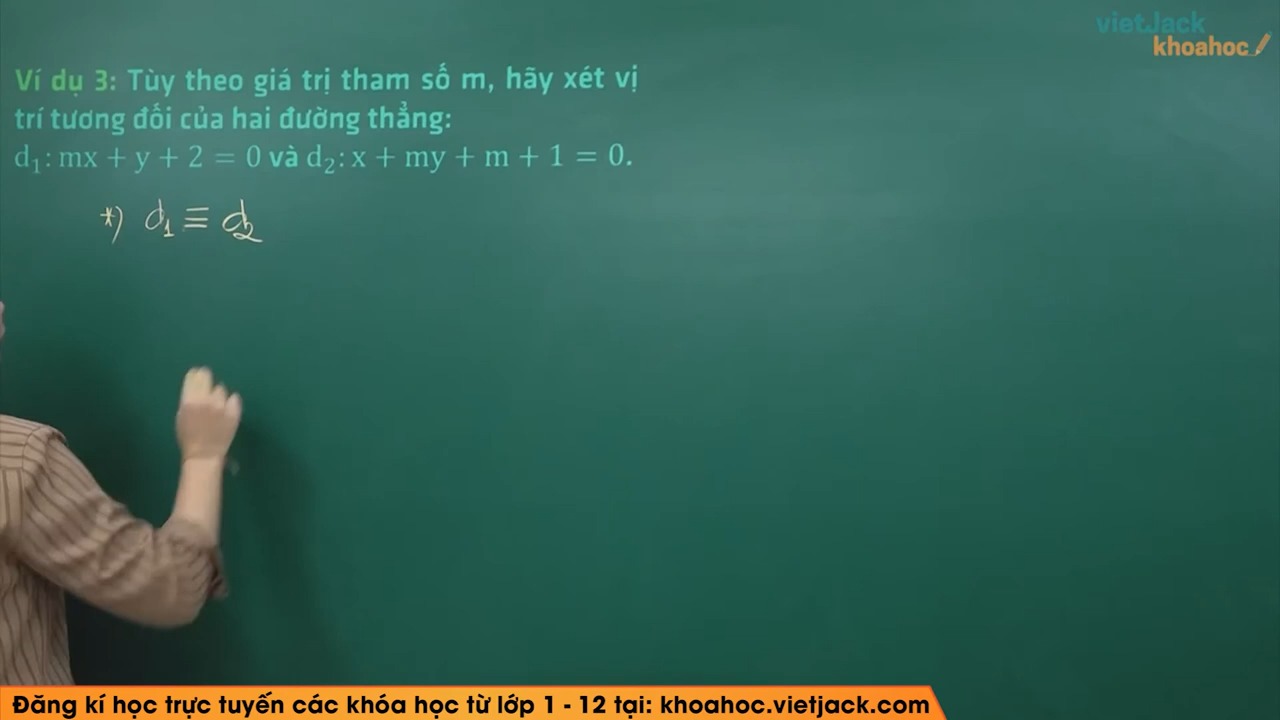 vietJack
khoahoc
Ví dụ 3: Tùy theo giá trị tham số m, hãy xét vị
trí tương đối của hai đường thẳng:
d₁: mx + y + 2 = 0 và d₂: x + my + m + 1 = 0.
*) d₁ ≡ d₂
Đăng kí học trực tuyến các khóa học từ lớp 1 - 12 tại: khoahoc.vietjack.com